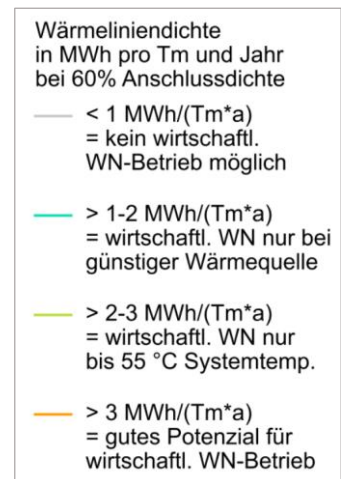 Wärmeliniendichte
in MWh pro Tm und Jahr
bei 60% Anschlussdichte
< 1 MWh/(Tm*a)
= kein wirtschaftl.
WN-Betrieb möglich
> 1-2 MWh/(Tm*a)
= wirtschaftl. WN nur bei
günstiger Wärmequelle
> 2-3 MWh/(Tm*a)
= wirtschaftl. WN nur
bis 55 °C Systemtemp.
> 3 MWh/(Tm*a)
= gutes Potenzial für
wirtschaftl. WN-Betrieb